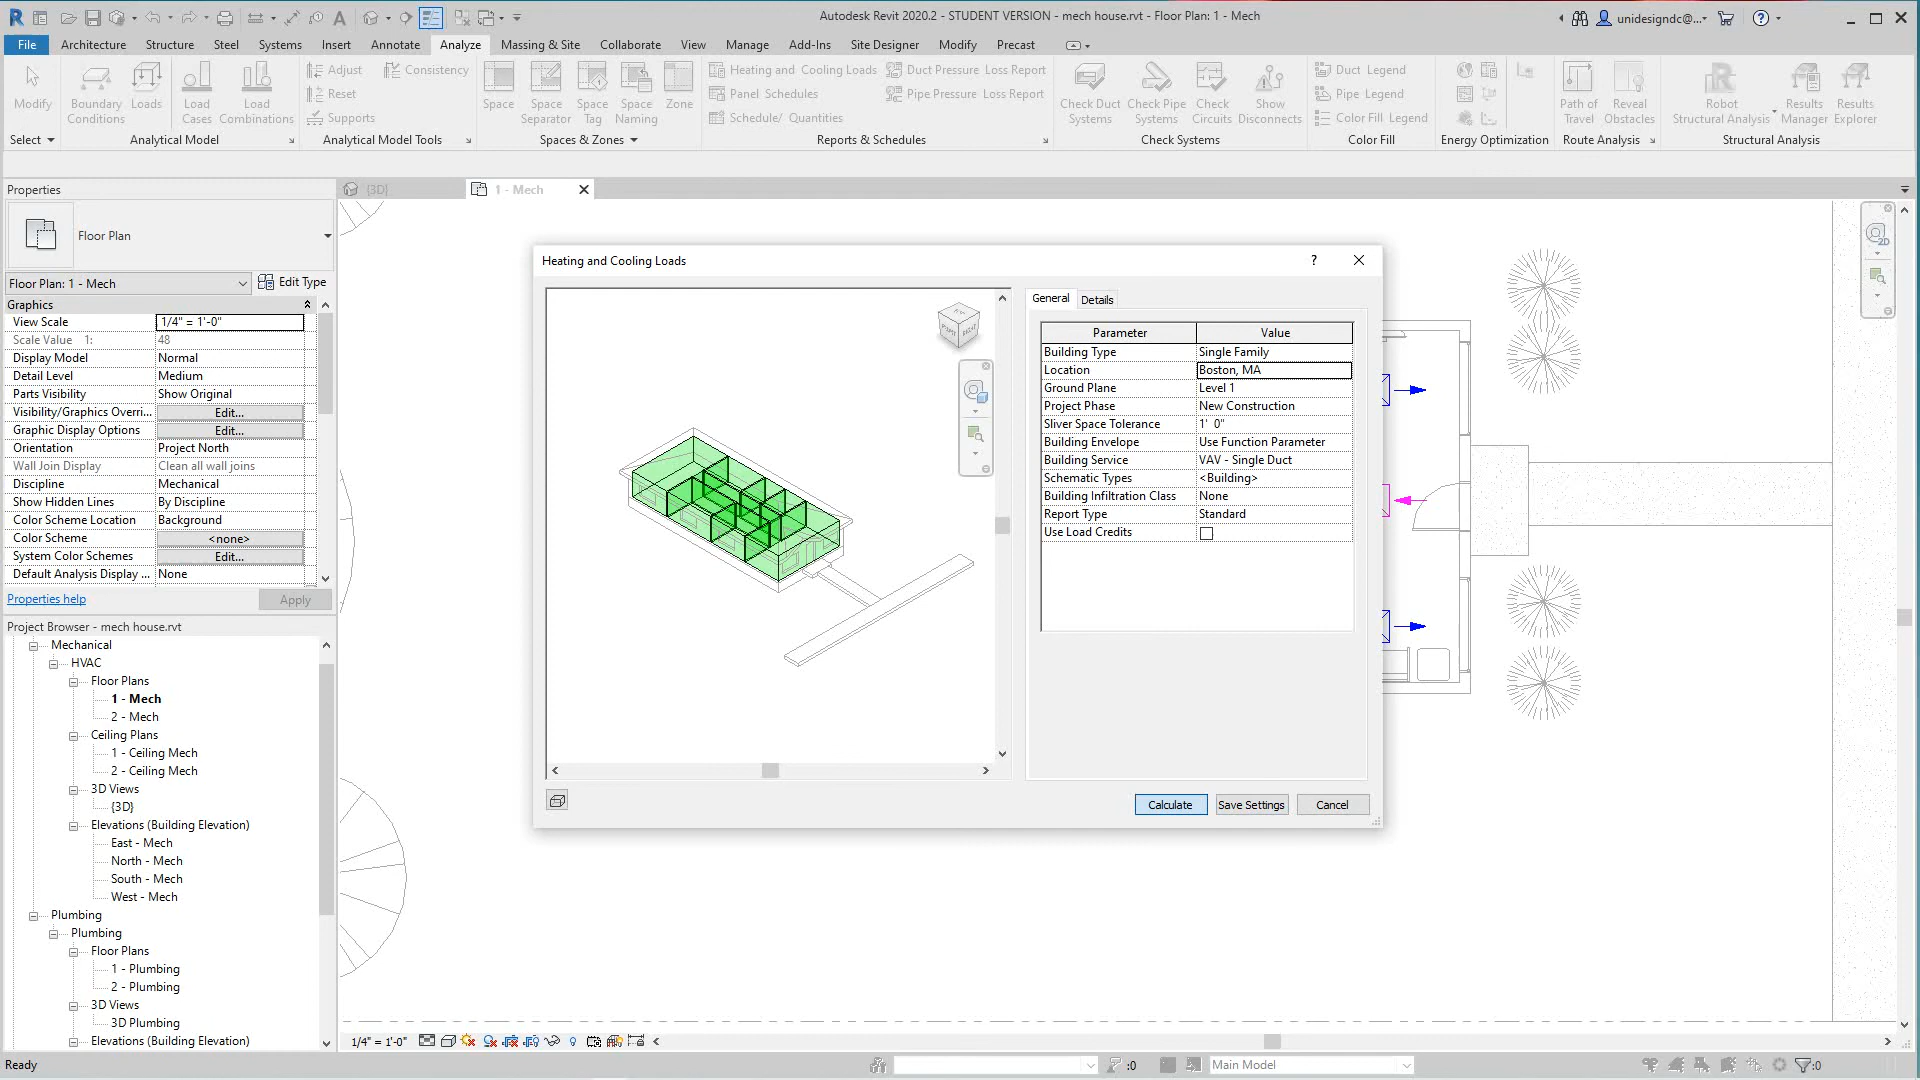 Autodesk Revit 2020.2 - STUDENT VERSION - mech house.rvt - Floor Plan: 1 - Mech
unidesigndc@...
File Architecture Structure Steel Systems Insert Annotate Analyze Massing & Site Collaborate View Manage Add-Ins Site Designer Modify Precast
Modify
Boundary Conditions
Loads
Load Cases
Load Combinations
Adjust
Reset
Supports
Consistency
Space
Space Separator
Space Tag
Space Naming
Zone
Heating and Cooling Loads
Panel Schedules
Schedule/ Quantities
Duct Pressure Loss Report
Pipe Pressure Loss Report
Check Duct Systems
Check Pipe Systems
Check Circuits
Show Disconnects
Duct Legend
Pipe Legend
Color Fill Legend
Path of Travel
Reveal Obstacles
Robot Structural Analysis
Results Manager
Results Explorer
Select Analytical Model Analytical Model Tools Spaces & Zones Reports & Schedules Check Systems Color Fill Energy Optimization Route Analysis Structural Analysis
Properties
{3D}
1 - Mech
Floor Plan
Floor Plan: 1 - Mech
Edit Type
Graphics
View Scale 1/4" = 1'-0"
Scale Value 1: 48
Display Model Normal
Detail Level Medium
Parts Visibility Show Original
Visibility/Graphics Overri... Edit...
Graphic Display Options Edit...
Orientation Project North
Wall Join Display Clean all wall joins
Discipline Mechanical
Show Hidden Lines By Discipline
Color Scheme Location Background
Color Scheme <none>
System Color Schemes Edit...
Default Analysis Display ... None
Properties help
Apply
Project Browser - mech house.rvt
Mechanical
HVAC
Floor Plans
1 - Mech
2 - Mech
Ceiling Plans
1 - Ceiling Mech
2 - Ceiling Mech
3D Views
{3D}
Elevations (Building Elevation)
East - Mech
North - Mech
South - Mech
West - Mech
Plumbing
Plumbing
Floor Plans
1 - Plumbing
2 - Plumbing
3D Views
3D Plumbing
Elevations (Building Elevation)
Heating and Cooling Loads
?
General Details
Parameter Value
Building Type Single Family
Location Boston, MA
Ground Plane Level 1
Project Phase New Construction
Sliver Space Tolerance 1' 0"
Building Envelope Use Function Parameter
Building Service VAV - Single Duct
Schematic Types <Building>
Building Infiltration Class None
Report Type Standard
Use Load Credits
Calculate Save Settings Cancel
2D
1/4" = 1'-0"
Ready
:0
Main Model
:0